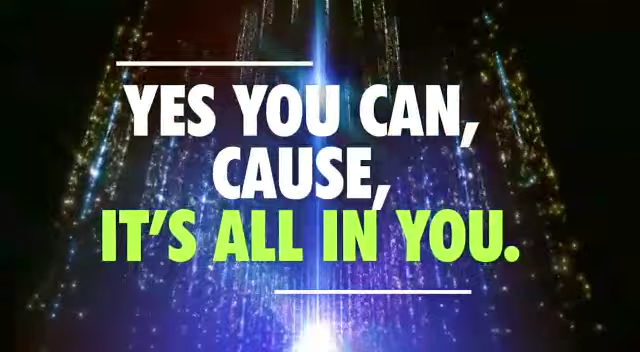 YES YOU CAN,
CAUSE,
IT’S ALL IN YOU.